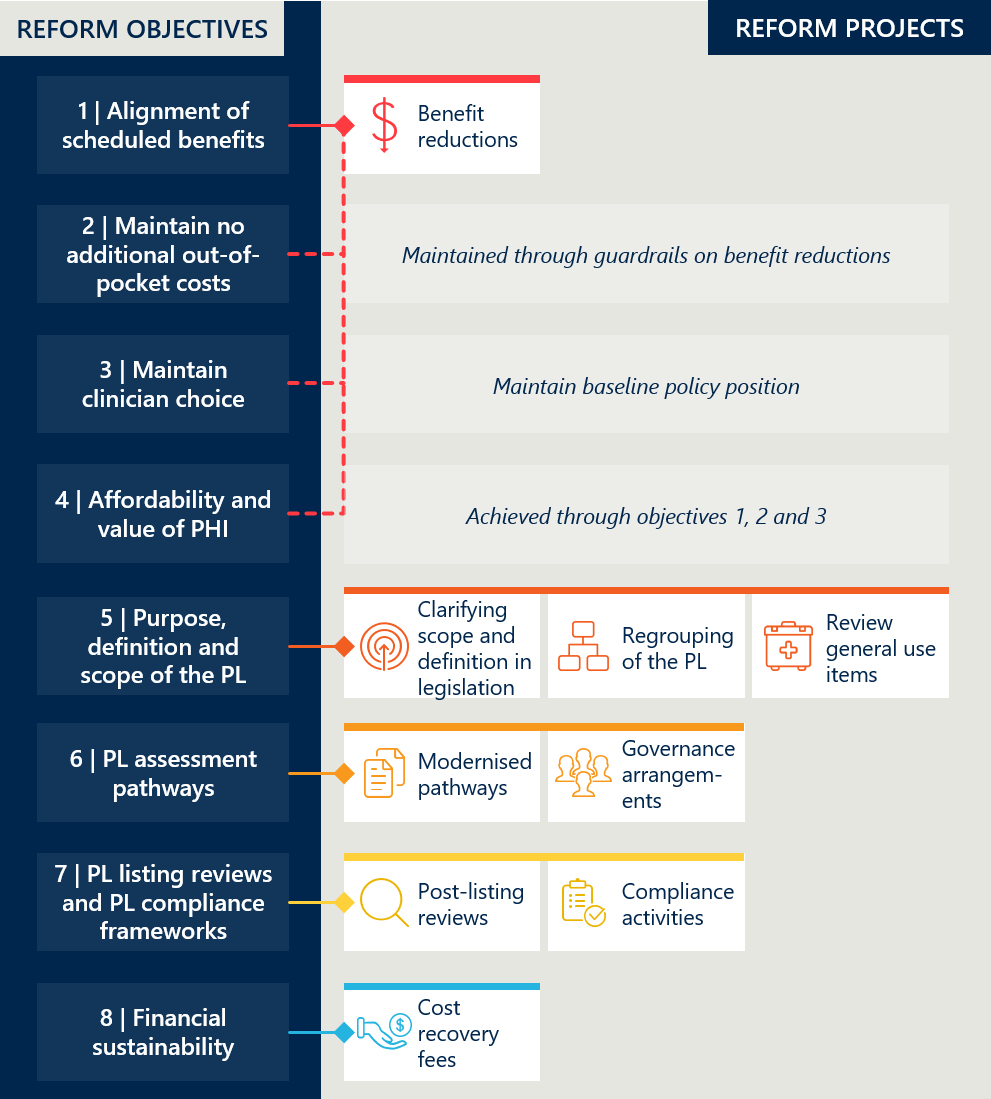 REFORM OBJECTIVES
REFORM PROJECTS
1 | Alignment of
scheduled benefits
Benefit
reductions
2 | Maintain no
additional out-of-
pocket costs
Maintained through guardrails on benefit reductions
3 | Maintain
clinician choice
Maintain baseline policy position
4 | Affordability and
value of PHI
Achieved through objectives 1, 2 and 3
5 | Purpose,
definition and
scope of the PL
Clarifying
scope and
definition in
legislation
Regrouping
of the PL
Review
general use
items
6 | PL assessment
pathways
Modernised
pathways
Governance
arrangem-
ents
7 | PL listing reviews
and PL compliance
frameworks
Post-listing
reviews
Compliance
activities
8 | Financial
sustainability
Cost
recovery
fees